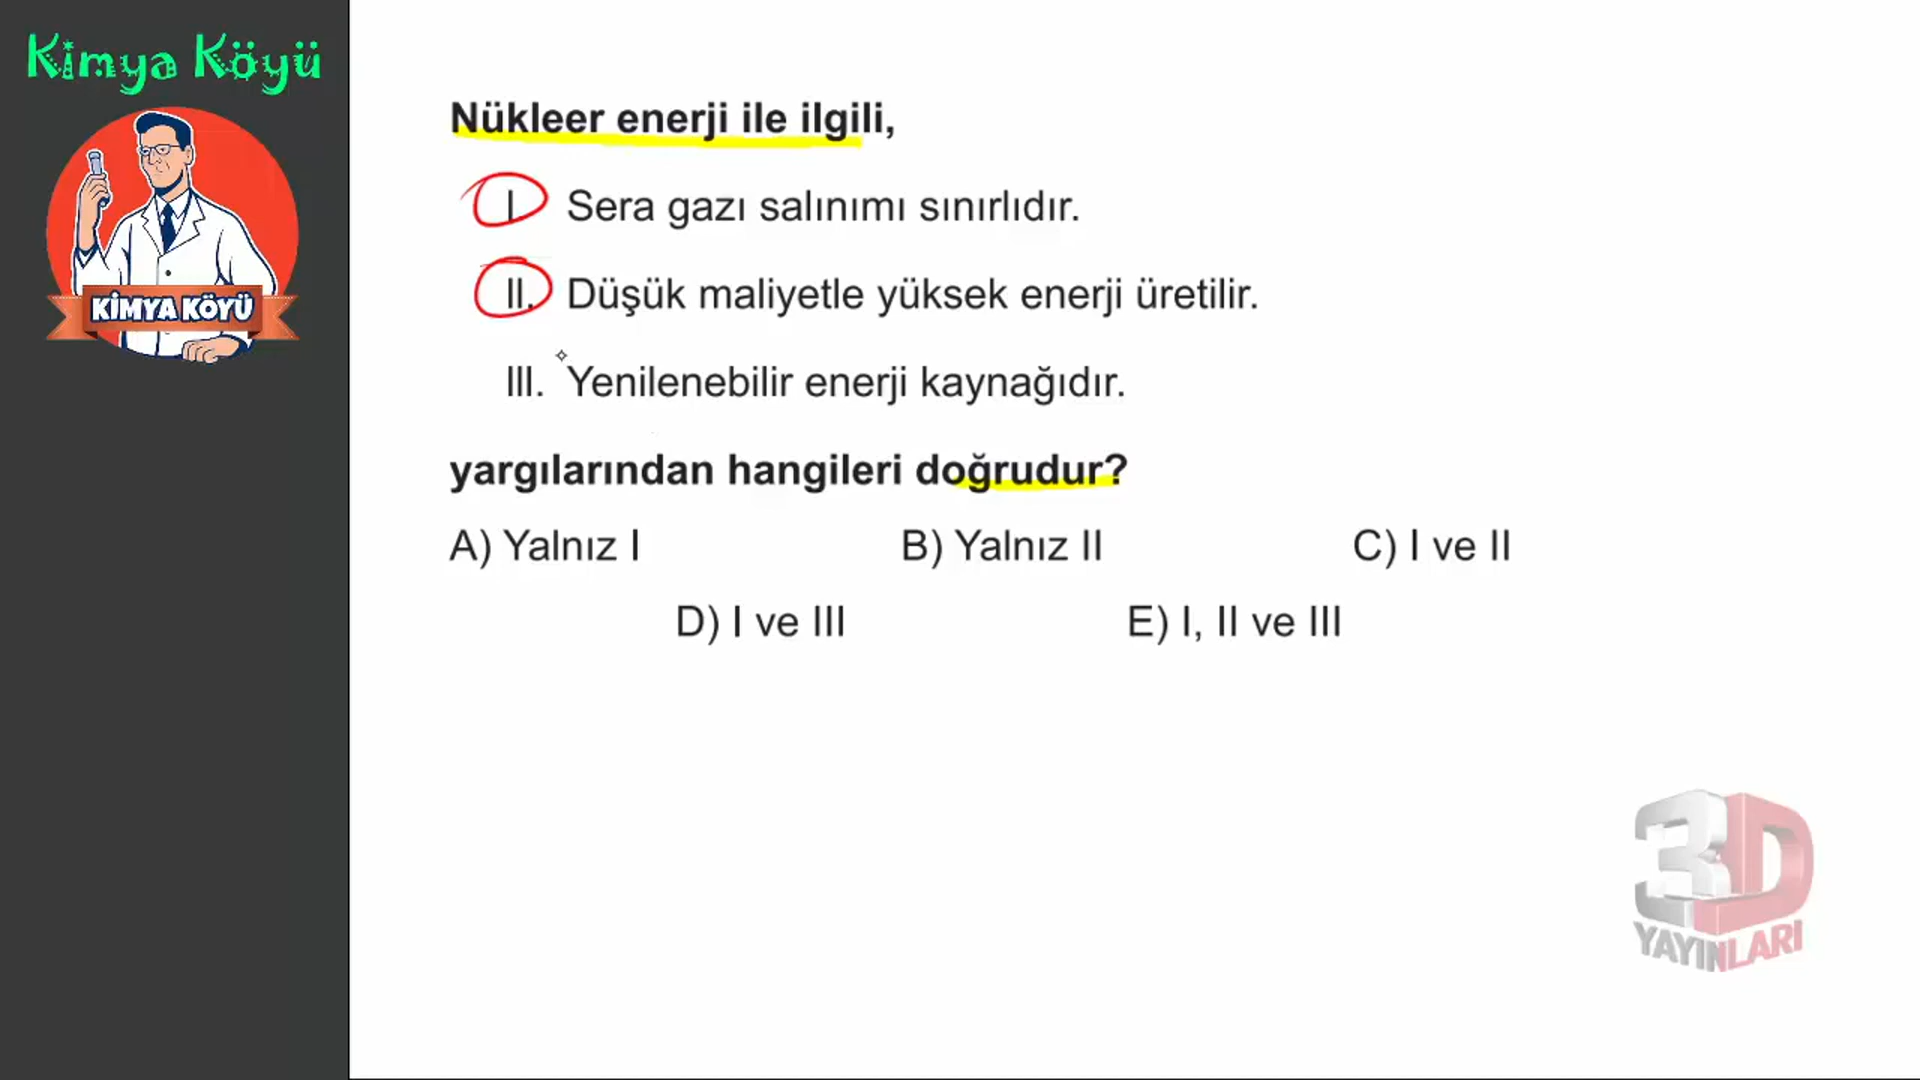 Kimya Köyü
KİMYA KÖYÜ
Nükleer enerji ile ilgili,
I Sera gazı salınımı sınırlıdır.
II. Düşük maliyetle yüksek enerji üretilir.
III. Yenilenebilir enerji kaynağıdır.
yargılarından hangileri doğrudur?
A) Yalnız I B) Yalnız II C) I ve II
D) I ve III E) I, II ve III
3D
YAYINLARI